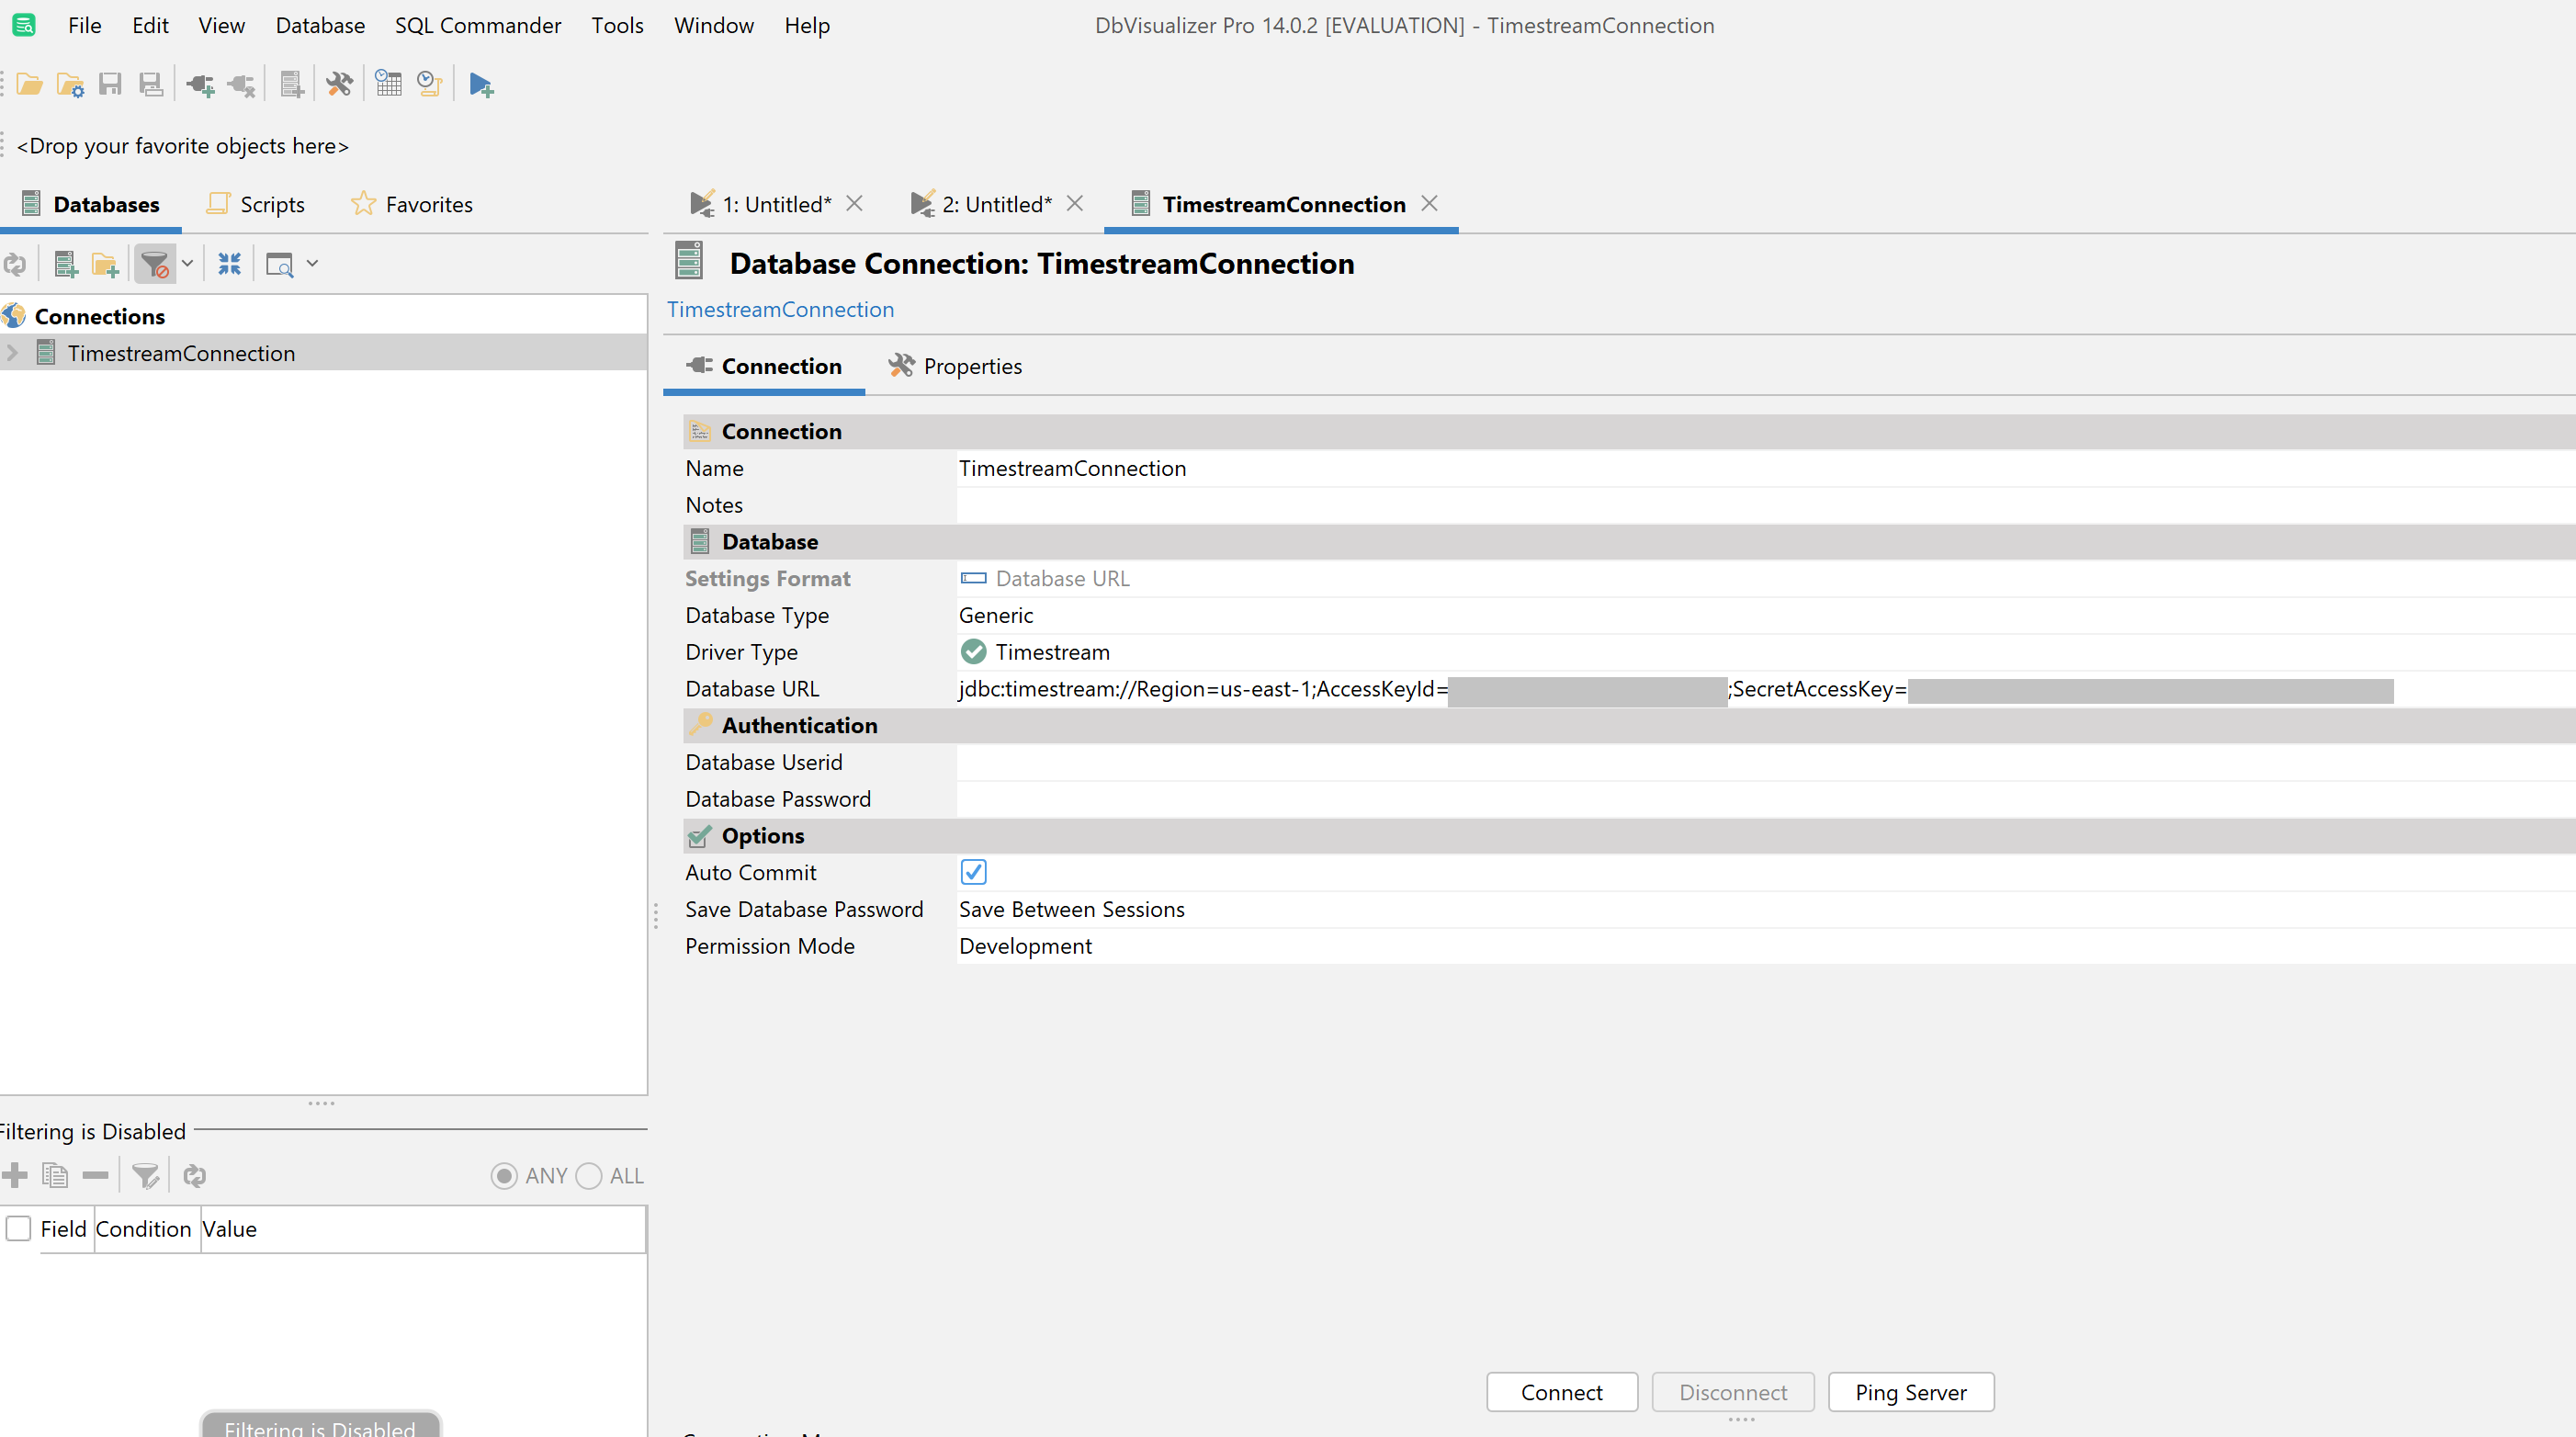 File Edit View Database SQL Commander Tools Window Help
DbVisualizer Pro 14.0.2 [EVALUATION] - TimestreamConnection
<Drop your favorite objects here>
Databases Scripts Favorites
Connections
TimestreamConnection
Filtering is Disabled
ANY ALL
Field Condition Value
Filtering is Disabled
1: Untitled* 2: Untitled* TimestreamConnection
Database Connection: TimestreamConnection
TimestreamConnection
Connection Properties
Connection
Name TimestreamConnection
Notes
Database
Settings Format Database URL
Database Type Generic
Driver Type Timestream
Database URL jdbc:timestream://Region=us-east-1;AccessKeyId= ;SecretAccessKey=
Authentication
Database Userid
Database Password
Options
Auto Commit
Save Database Password Save Between Sessions
Permission Mode Development
Connect Disconnect Ping Server